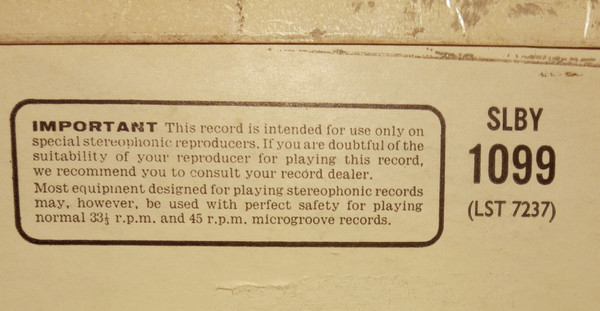 IMPORTANT This record is intended for use only on
special stereophonic reproducers. If you are doubtful of the
suitability of your reproducer for playing this record,
we recommend you to consult your record dealer.
Most equipment designed for playing stereophonic records
may, however, be used with perfect safety for playing
normal 33⅓ r.p.m. and 45 r.p.m. microgroove records.
SLBY
1099
(LST 7237)